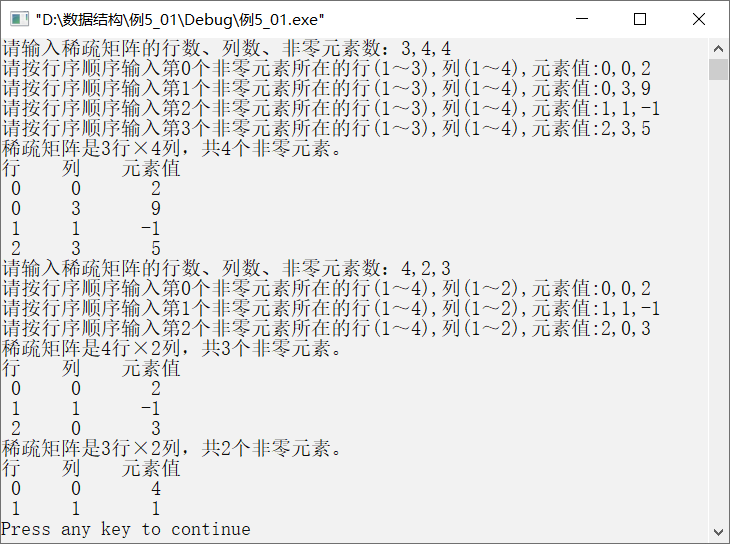 "D:\数据结构\例5_01\Debug\例5_01.exe"
请输入稀疏矩阵的行数、列数、非零元素数：3,4,4
请按行序顺序输入第0个非零元素所在的行(1～3),列(1～4),元素值:0,0,2
请按行序顺序输入第1个非零元素所在的行(1～3),列(1～4),元素值:0,3,9
请按行序顺序输入第2个非零元素所在的行(1～3),列(1～4),元素值:1,1,-1
请按行序顺序输入第3个非零元素所在的行(1～3),列(1～4),元素值:2,3,5
稀疏矩阵是3行×4列，共4个非零元素。
行    列    元素值
0     0       2
0     3       9
1     1      -1
2     3       5
请输入稀疏矩阵的行数、列数、非零元素数：4,2,3
请按行序顺序输入第0个非零元素所在的行(1～4),列(1～2),元素值:0,0,2
请按行序顺序输入第1个非零元素所在的行(1～4),列(1～2),元素值:1,1,-1
请按行序顺序输入第2个非零元素所在的行(1～4),列(1～2),元素值:2,0,3
稀疏矩阵是4行×2列，共3个非零元素。
行    列    元素值
0     0       2
1     1      -1
2     0       3
稀疏矩阵是3行×2列，共2个非零元素。
行    列    元素值
0     0       4
1     1       1
Press any key to continue